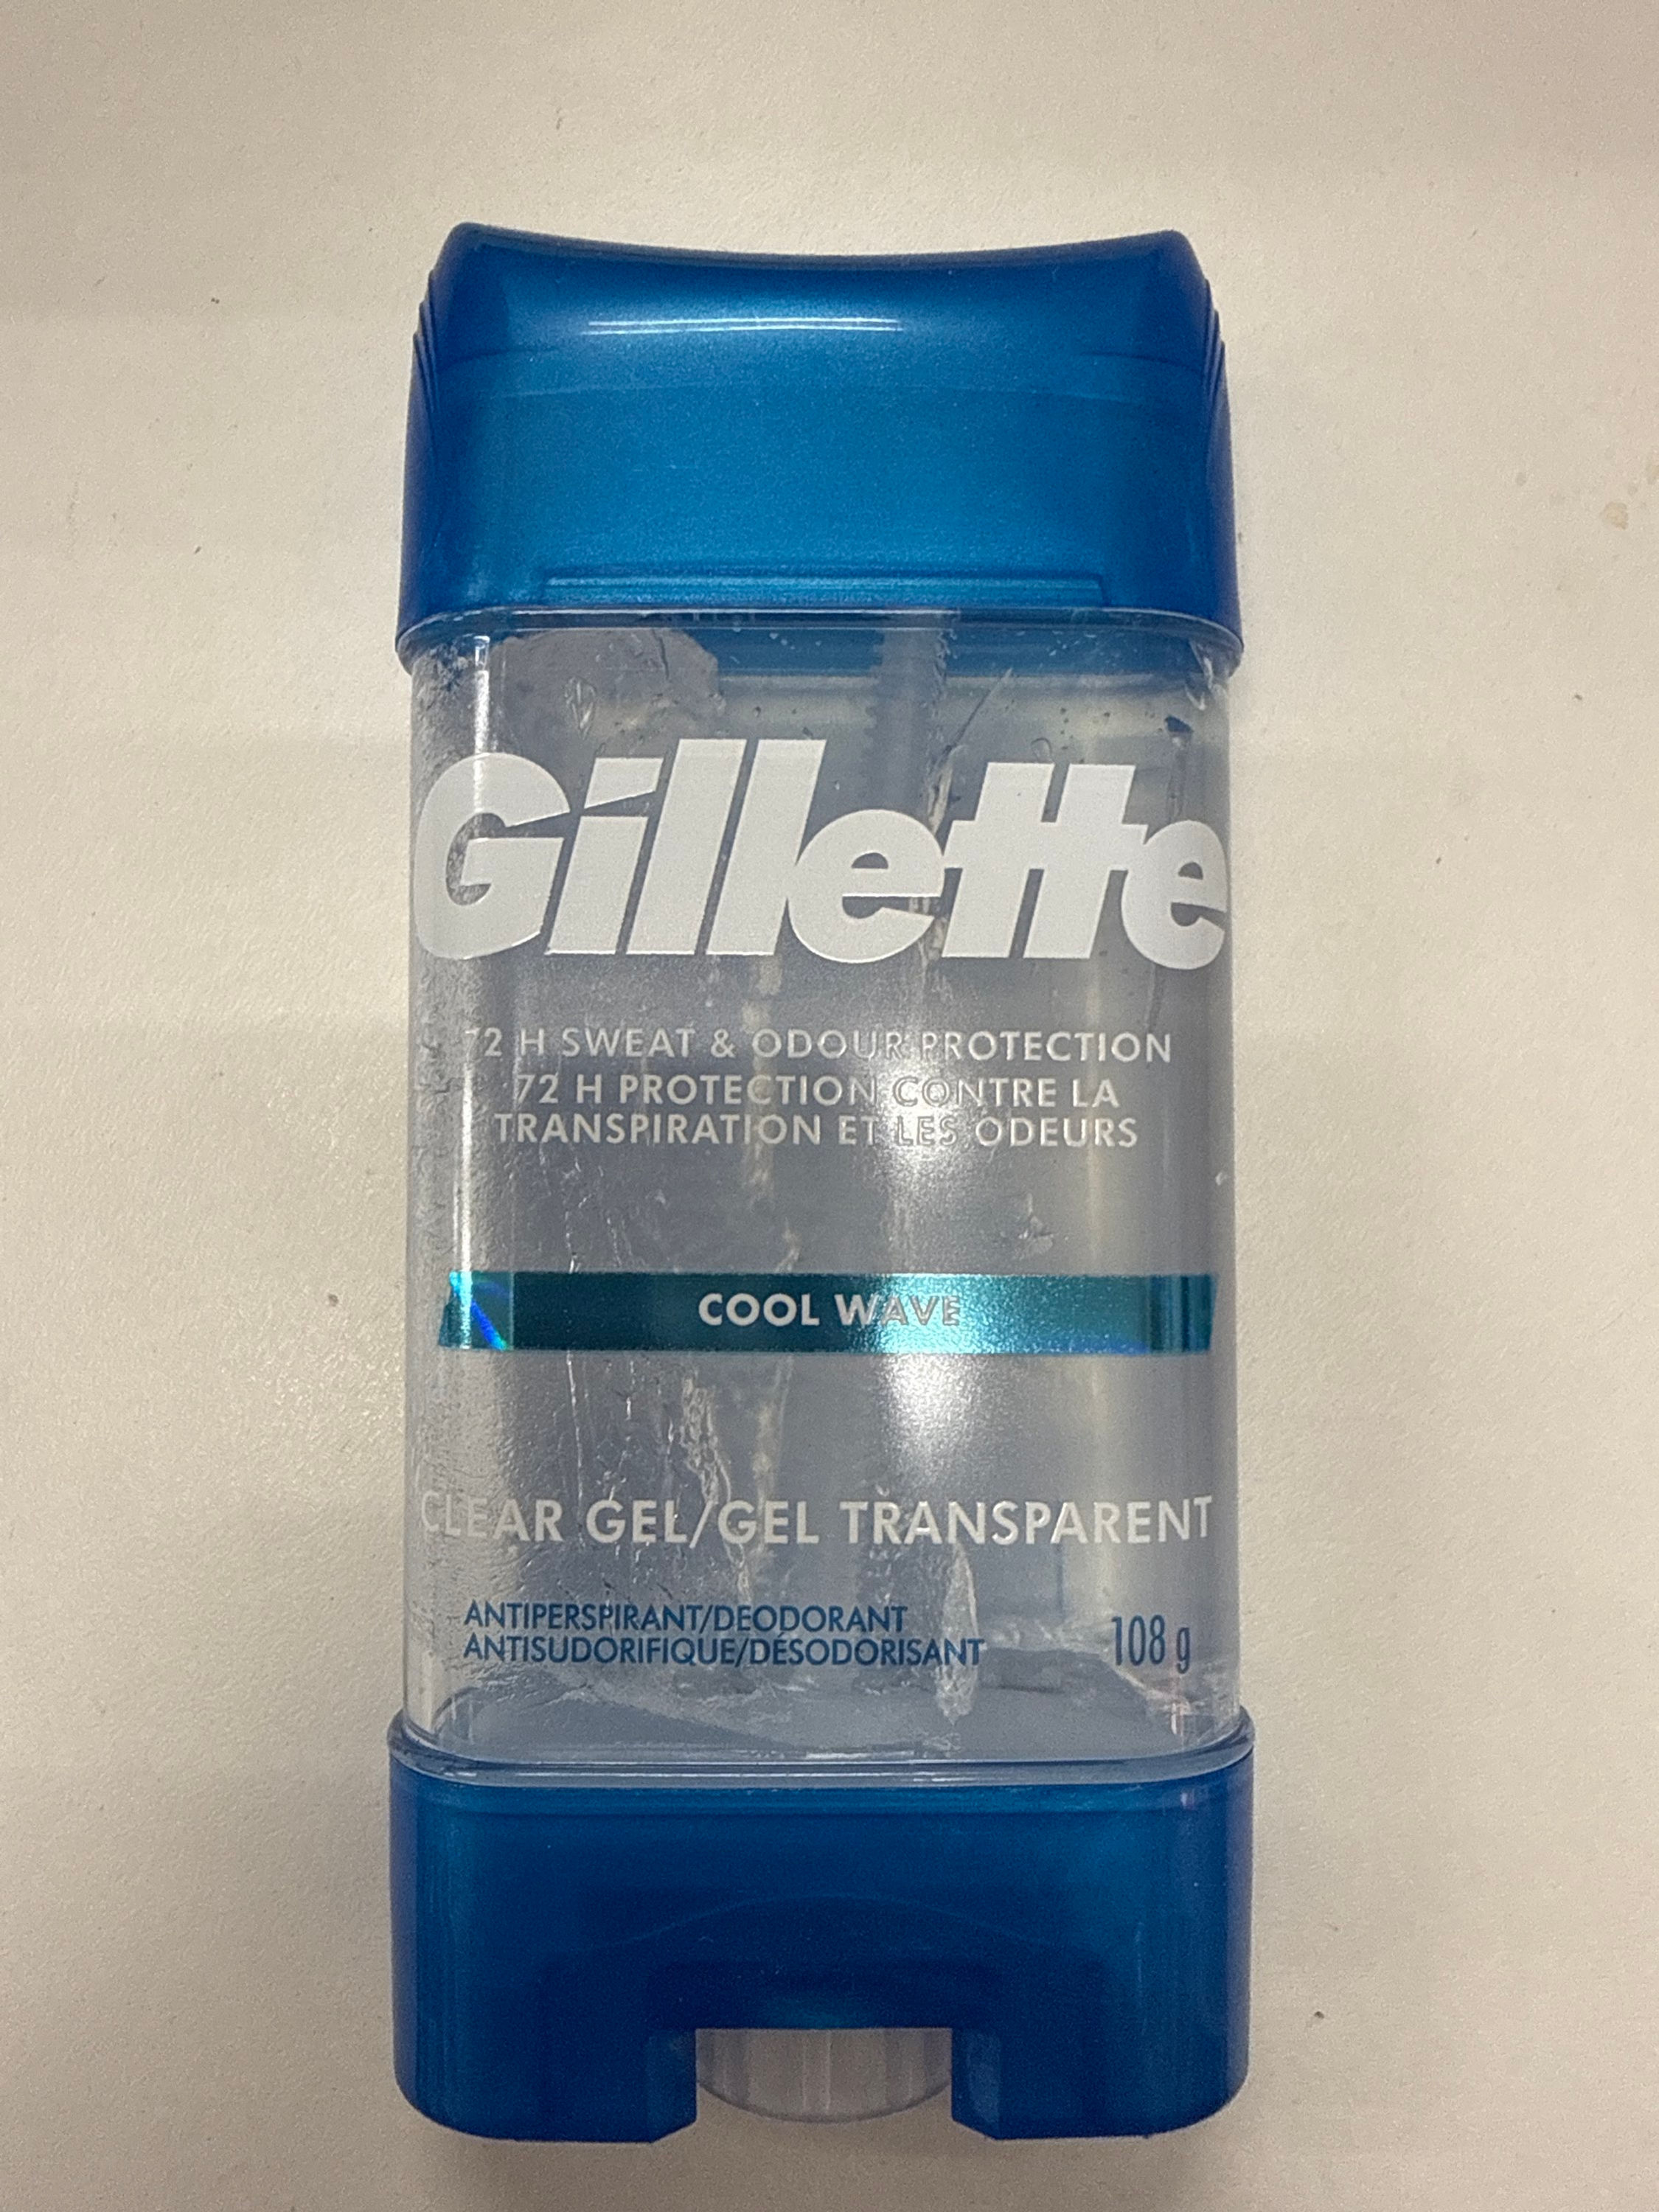 Gillette
72 H SWEAT & ODOUR PROTECTION
72 H PROTECTION CONTRE LA
TRANSPIRATION ET LES ODEURS
COOL WAVE
CLEAR GEL/GEL TRANSPARENT
ANTIPERSPIRANT/DEODORANT
ANTISUDORIFIQUE/DÉSODORISANT
108 g